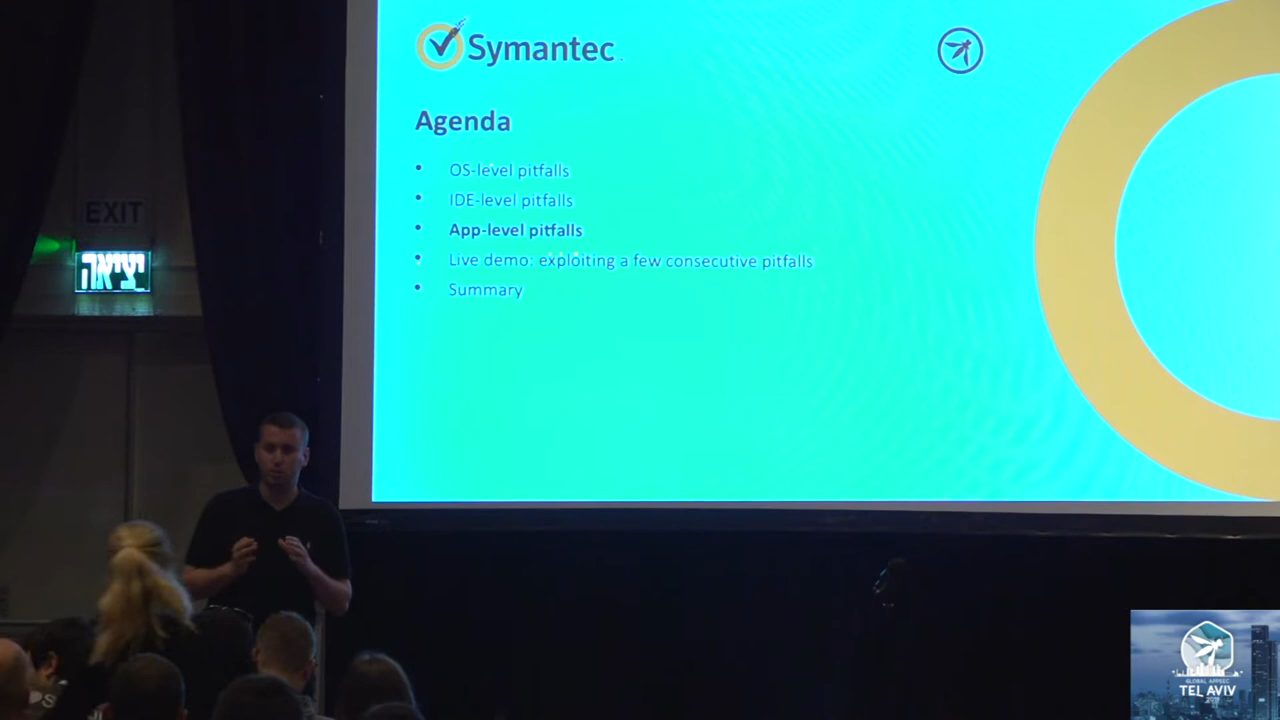 Symantec
Agenda
• OS-level pitfalls
• IDE-level pitfalls
• App-level pitfalls
• Live demo: exploiting a few consecutive pitfalls
• Summary
EXIT
יציאה
GLOBAL APPSEC
TEL AVIV